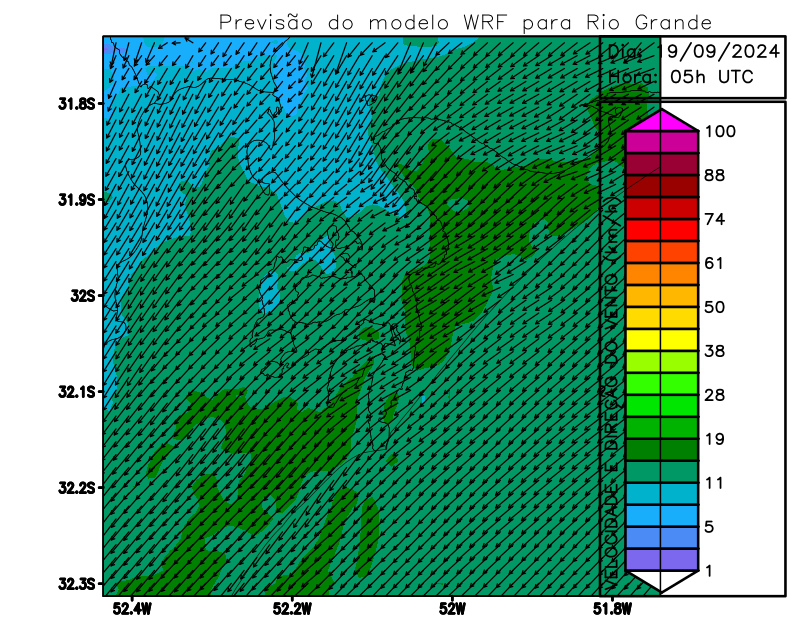 Previsão do modelo WRF para Rio Grande
Dia: 19/09/2024
Hora: 05h UTC
31.8S
31.9S
32S
32.1S
32.2S
32.3S
52.4W
52.2W
52W
51.8W
VELOCIDADE E DIREÇÃO DO VENTO (km/h)
100
88
74
61
50
38
28
19
11
5
1